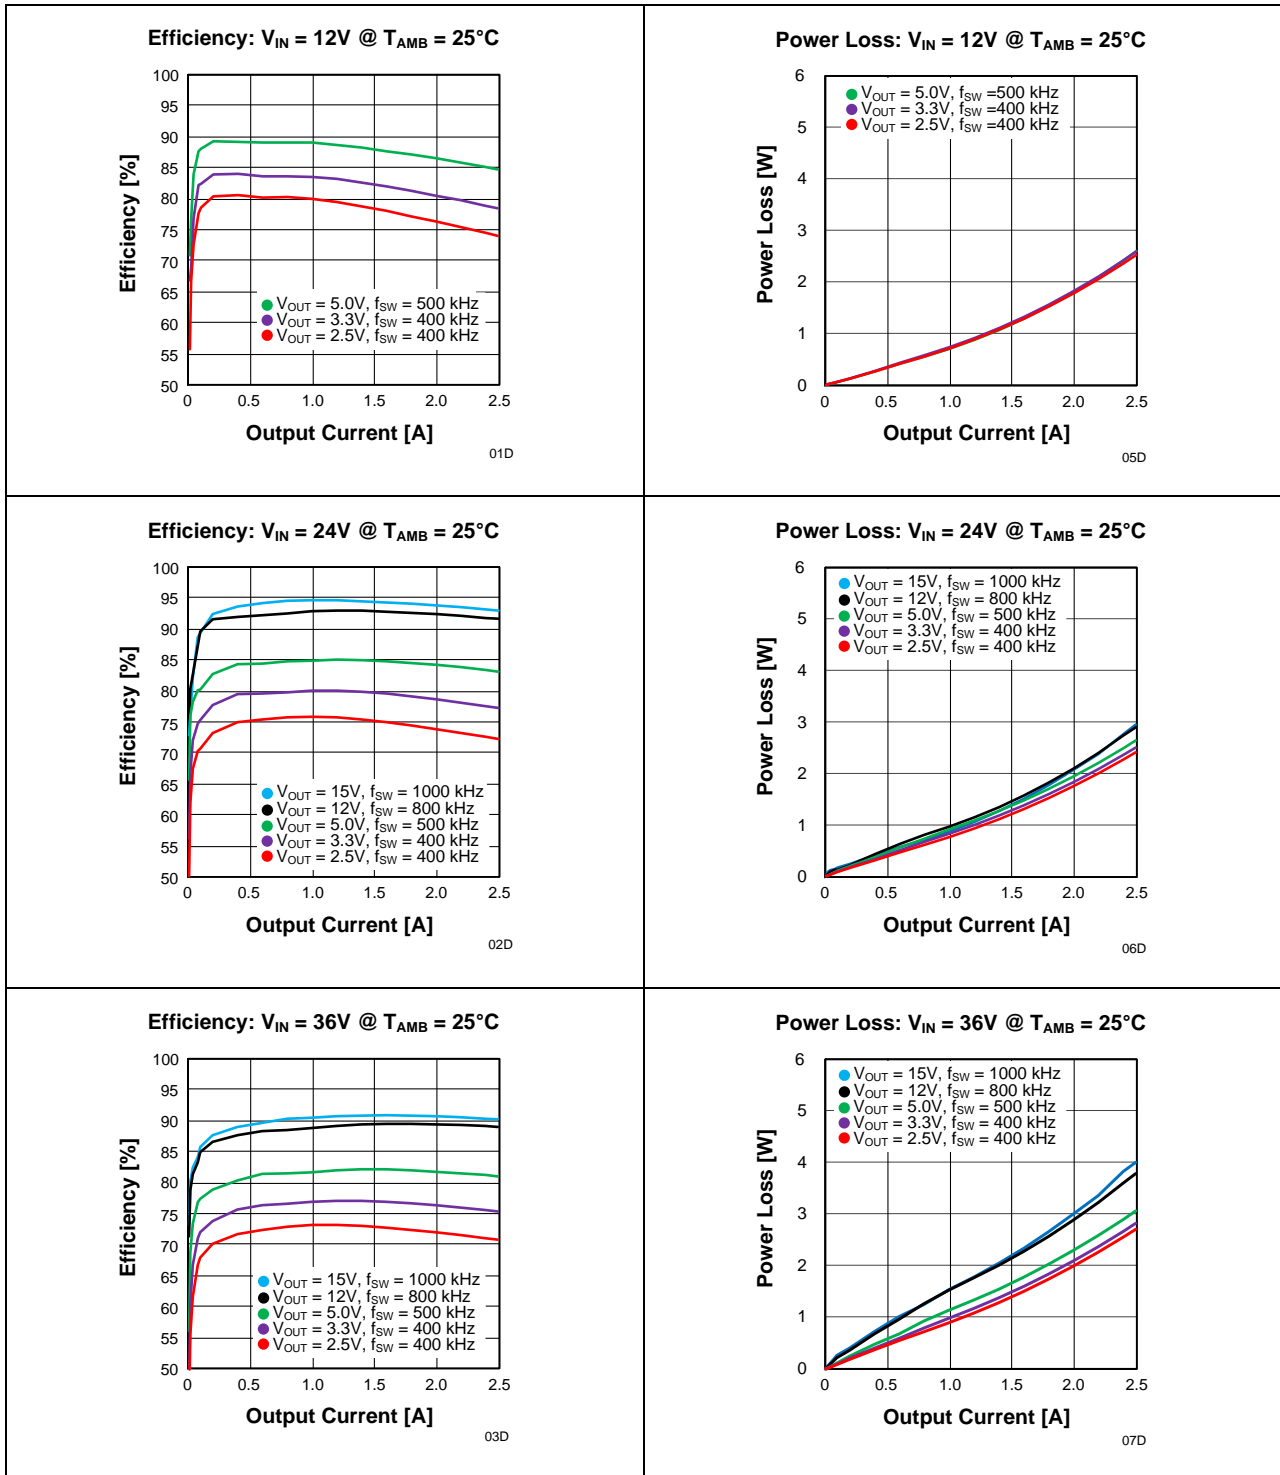 Efficiency: VIN = 12V @ TAMB = 25°C
Efficiency [%]
100
95
90
85
80
75
70
65
60
55
50
VOUT = 5.0V, fSW = 500 kHz
VOUT = 3.3V, fSW = 400 kHz
VOUT = 2.5V, fSW = 400 kHz
0 0.5 1.0 1.5 2.0 2.5
Output Current [A]
01D
Power Loss: VIN = 12V @ TAMB = 25°C
Power Loss [W]
6
5
4
3
2
1
0
VOUT = 5.0V, fSW =500 kHz
VOUT = 3.3V, fSW =400 kHz
VOUT = 2.5V, fSW =400 kHz
0 0.5 1.0 1.5 2.0 2.5
Output Current [A]
05D
Efficiency: VIN = 24V @ TAMB = 25°C
Efficiency [%]
100
95
90
85
80
75
70
65
60
55
50
VOUT = 15V, fSW = 1000 kHz
VOUT = 12V, fSW = 800 kHz
VOUT = 5.0V, fSW = 500 kHz
VOUT = 3.3V, fSW = 400 kHz
VOUT = 2.5V, fSW = 400 kHz
0 0.5 1.0 1.5 2.0 2.5
Output Current [A]
02D
Power Loss: VIN = 24V @ TAMB = 25°C
Power Loss [W]
6
5
4
3
2
1
0
VOUT = 15V, fSW = 1000 kHz
VOUT = 12V, fSW = 800 kHz
VOUT = 5.0V, fSW = 500 kHz
VOUT = 3.3V, fSW = 400 kHz
VOUT = 2.5V, fSW = 400 kHz
0 0.5 1.0 1.5 2.0 2.5
Output Current [A]
06D
Efficiency: VIN = 36V @ TAMB = 25°C
Efficiency [%]
100
95
90
85
80
75
70
65
60
55
50
VOUT = 15V, fSW = 1000 kHz
VOUT = 12V, fSW = 800 kHz
VOUT = 5.0V, fSW = 500 kHz
VOUT = 3.3V, fSW = 400 kHz
VOUT = 2.5V, fSW = 400 kHz
0 0.5 1.0 1.5 2.0 2.5
Output Current [A]
03D
Power Loss: VIN = 36V @ TAMB = 25°C
Power Loss [W]
6
5
4
3
2
1
0
VOUT = 15V, fSW = 1000 kHz
VOUT = 12V, fSW = 800 kHz
VOUT = 5.0V, fSW = 500 kHz
VOUT = 3.3V, fSW = 400 kHz
VOUT = 2.5V, fSW = 400 kHz
0 0.5 1.0 1.5 2.0 2.5
Output Current [A]
07D